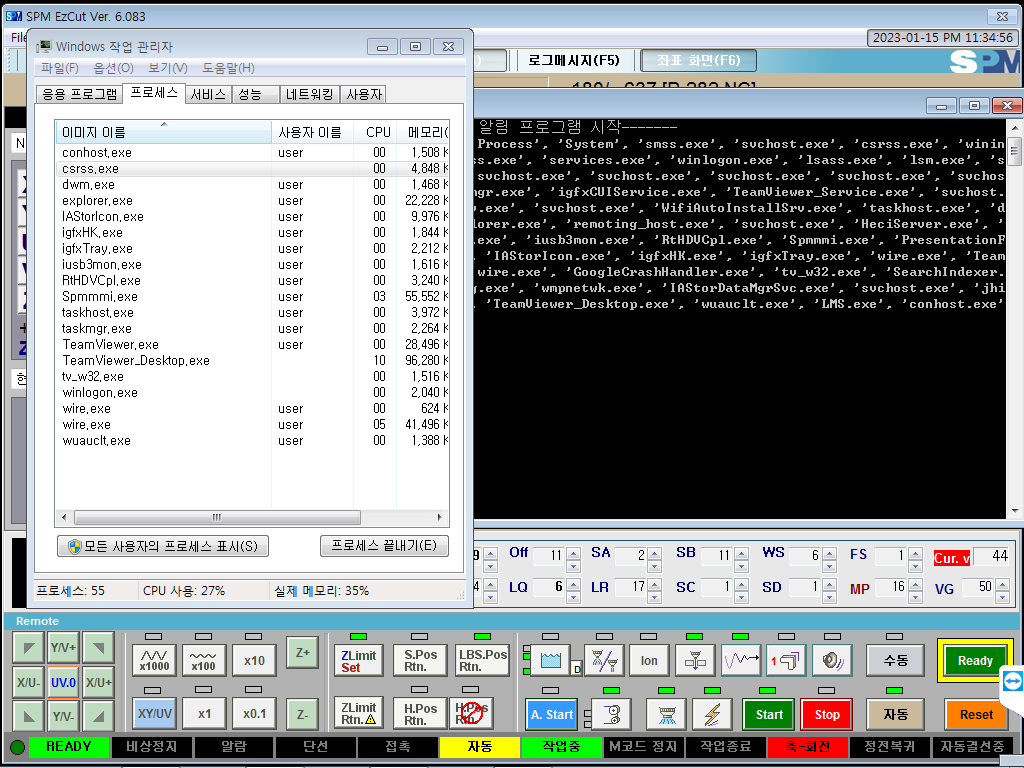 SPM EzCut Ver. 6.083
File
2023-01-15 PM 11:34:56
로그메시지(F5)
좌표 화면(F6)
SPM
Windows 작업 관리자
파일(F) 옵션(O) 보기(V) 도움말(H)
응용 프로그램 프로세스 서비스 성능 네트워킹 사용자
이미지 이름 사용자 이름 CPU 메모리(
conhost.exe user 00 1,508 K
csrss.exe 00 4,848 K
dwm.exe user 00 1,468 K
explorer.exe user 00 22,228 K
IAStorIcon.exe user 00 9,976 K
igfxHK.exe user 00 1,844 K
igfxTray.exe user 00 2,212 K
iusb3mon.exe user 00 1,616 K
RtHDVCpl.exe user 00 3,240 K
Spmmmi.exe user 03 55,552 K
taskhost.exe user 00 3,972 K
taskmgr.exe user 00 2,264 K
TeamViewer.exe user 00 28,496 K
TeamViewer_Desktop.exe 10 96,280 K
tv_w32.exe 00 1,516 K
winlogon.exe 00 2,040 K
wire.exe user 00 624 K
wire.exe user 05 41,496 K
wuauclt.exe user 00 1,388 K
모든 사용자의 프로세스 표시(S)
프로세스 끝내기(E)
프로세스: 55 CPU 사용: 27% 실제 메모리: 35%
알림 프로그램 시작-------
Process', 'System', 'smss.exe', 'svchost.exe', 'csrss.exe', 'winin
ss.exe', 'services.exe', 'winlogon.exe', 'lsass.exe', 'lsm.exe', 's
'svchost.exe', 'svchost.exe', 'svchost.exe', 'svchost.exe', 'svcho
mgr.exe', 'igfxCUIService.exe', 'TeamViewer_Service.exe', 'svchos
.exe', 'svchost.exe', 'WifiAutoInstallSrv.exe', 'taskhost.exe', 'd
lorer.exe', 'remoting_host.exe', 'svchost.exe', 'HeciServer.exe',
.exe', 'iusb3mon.exe', 'RtHDVCpl.exe', 'Spmmmi.exe', 'PresentationF
'IAStorIcon.exe', 'igfxHK.exe', 'igfxTray.exe', 'wire.exe', 'Team
'wire.exe', 'GoogleCrashHandler.exe', 'tv_w32.exe', 'SearchIndexer.
g.exe', 'wmpnetwk.exe', 'IAStorDataMgrSvc.exe', 'svchost.exe', 'jhi
'TeamViewer_Desktop.exe', 'wuauclt.exe', 'LMS.exe', 'conhost.exe'
9 Off 11 SA 2 SB 11 WS 6 FS 1 Cur. v 44
4 LQ 6 LR 17 SC 1 SD 1 MP 16 VG 50
Remote
Y/V+
X/U- UV.0 X/U+
Y/V-
x1000 x100 x10 Z+
XY/UV x1 x0.1 Z-
ZLimit Set
S.Pos Rtn.
LBS.Pos Rtn.
ZLimit Rtn.
H.Pos Rtn.
H.Pos Rtn.
D
Ion
1
수동
Ready
A. Start
Start
Stop
자동
Reset
READY 비상정지 알람 단선 접촉 자동 작업중 M코드 정지 작업종료 축-회전 정전복귀 자동결선중